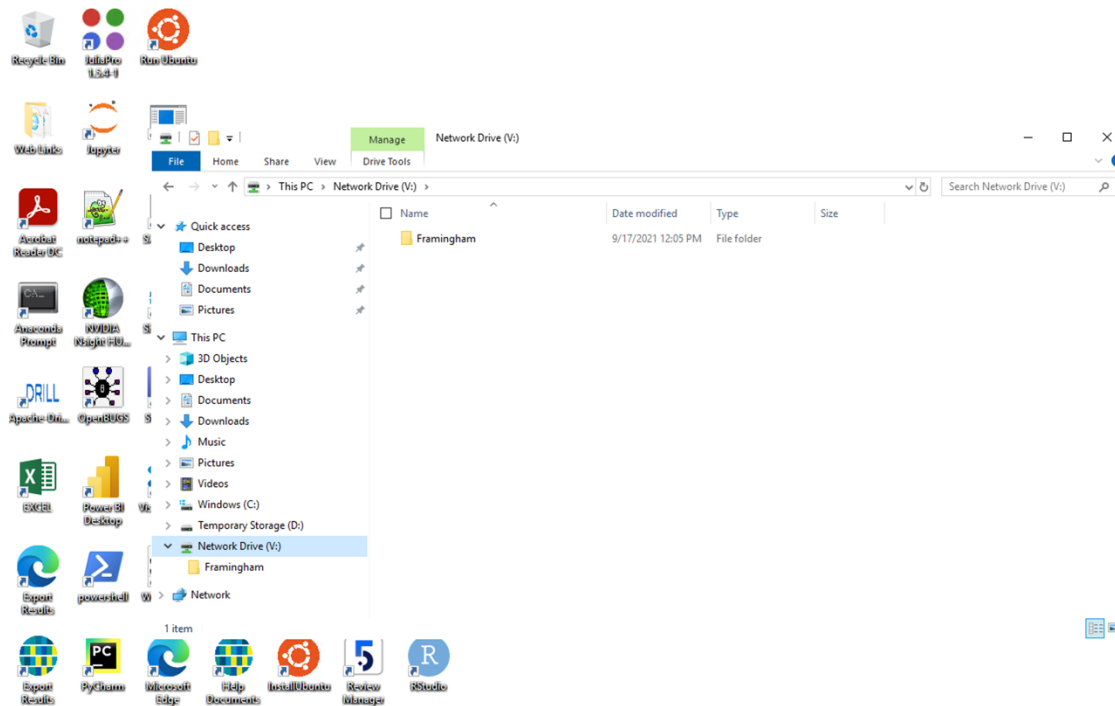 Recycle Bin
JuliaPro
1.5.4-1
Run Ubuntu
Web Links
Jupyter
Acrobat
Reader DC
notepad++
Anaconda
Prompt
NVIDIA
Nsight HU...
Apache-Dri...
OpenBUGS
EXCEL
Power BI
Desktop
Export
Results
powershell
Manage
Network Drive (V:)
File
Home
Share
View
Drive Tools
This PC > Network Drive (V:) >
Search Network Drive (V:)
Name
Date modified
Type
Size
Framingham
9/17/2021 12:05 PM
File folder
Quick access
Desktop
Downloads
Documents
Pictures
This PC
3D Objects
Desktop
Documents
Downloads
Music
Pictures
Videos
Windows (C:)
Temporary Storage (D:)
Network Drive (V:)
Framingham
Network
1 item
Export
Results
PyCharm
Microsoft
Edge
Help
Documents
InstallUbuntu
Review
Manager
RStudio